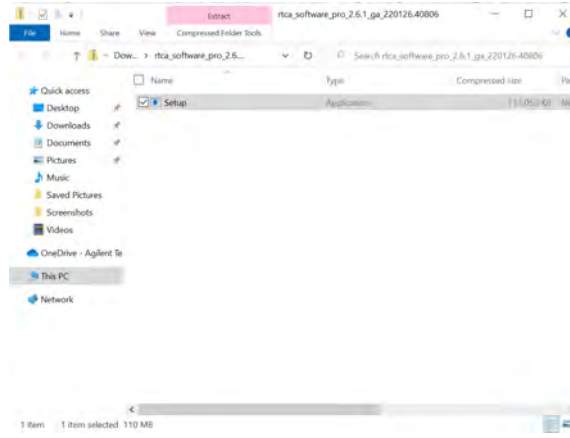 Extract
rtca_software_pro_2.6.1_ga_220126.40806
File Home Share View Compressed Folder Tools
Dow... > rtca_software_pro_2.6...
Search rtca_software_pro_2.6.1_ga_220126.40806
Name Type Compressed size
Quick access
Desktop
Downloads
Documents
Pictures
Music
Saved Pictures
Screenshots
Videos
OneDrive - Agilent Te
This PC
Network
Setup Application
1 item 1 item selected 110 MB